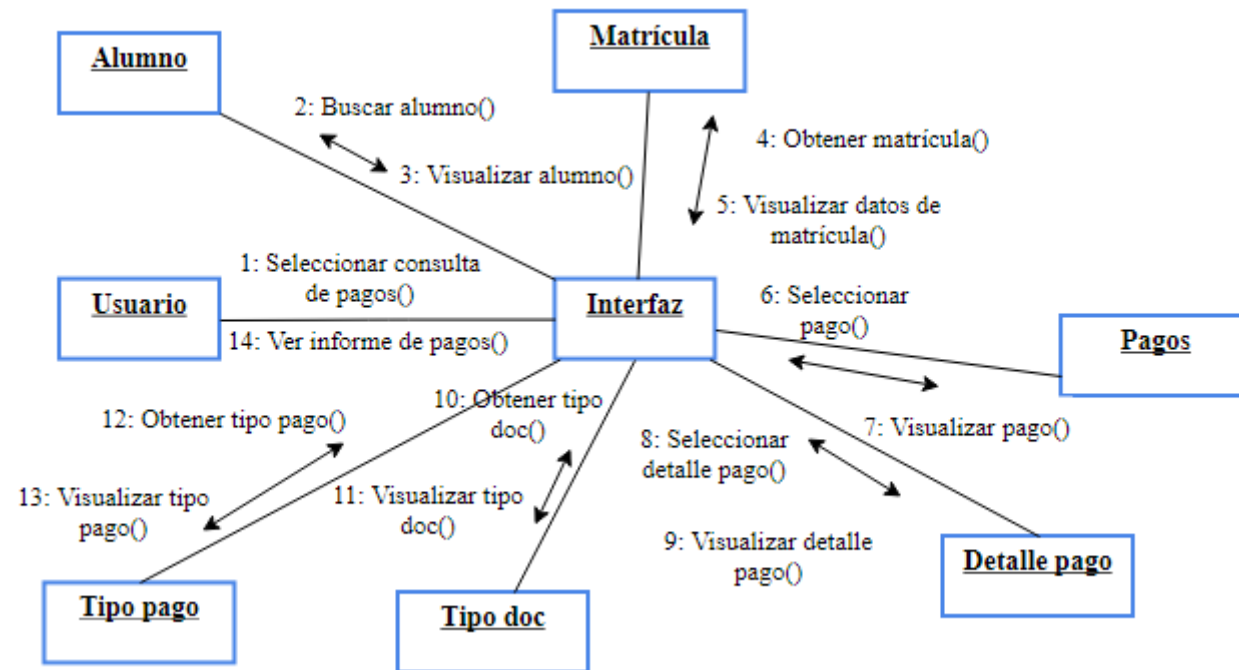 Matrícula
Alumno
2: Buscar alumno()
4: Obtener matrícula()
3: Visualizar alumno()
5: Visualizar datos de
matrícula()
1: Seleccionar consulta
de pagos()
Usuario
Interfaz
6: Seleccionar
pago()
14: Ver informe de pagos()
Pagos
12: Obtener tipo pago()
10: Obtener tipo
doc()
7: Visualizar pago()
8: Seleccionar
detalle pago()
13: Visualizar tipo
pago()
11: Visualizar tipo
doc()
9: Visualizar detalle
pago()
Detalle pago
Tipo pago
Tipo doc